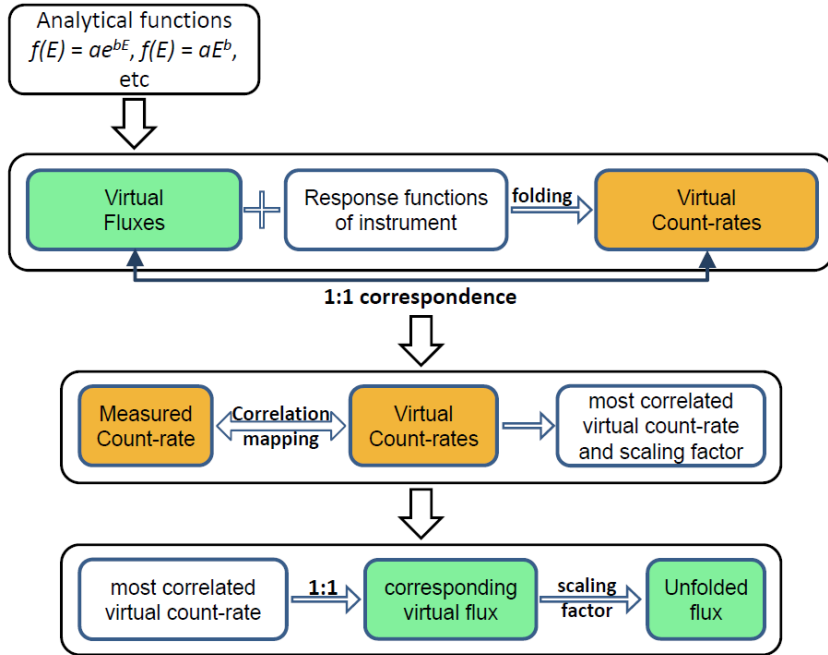 Analytical functions
f(E) = ae^{bE}, f(E) = aE^{b},
etc
Virtual
Fluxes
Response functions
of instrument
folding
Virtual
Count-rates
1:1 correspondence
Measured
Count-rate
Correlation
mapping
Virtual
Count-rates
most correlated
virtual count-rate
and scaling factor
most correlated
virtual count-rate
1:1
corresponding
virtual flux
scaling
factor
Unfolded
flux